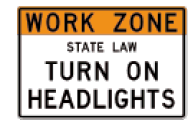 WORK ZONE
STATE LAW
TURN ON
HEADLIGHTS